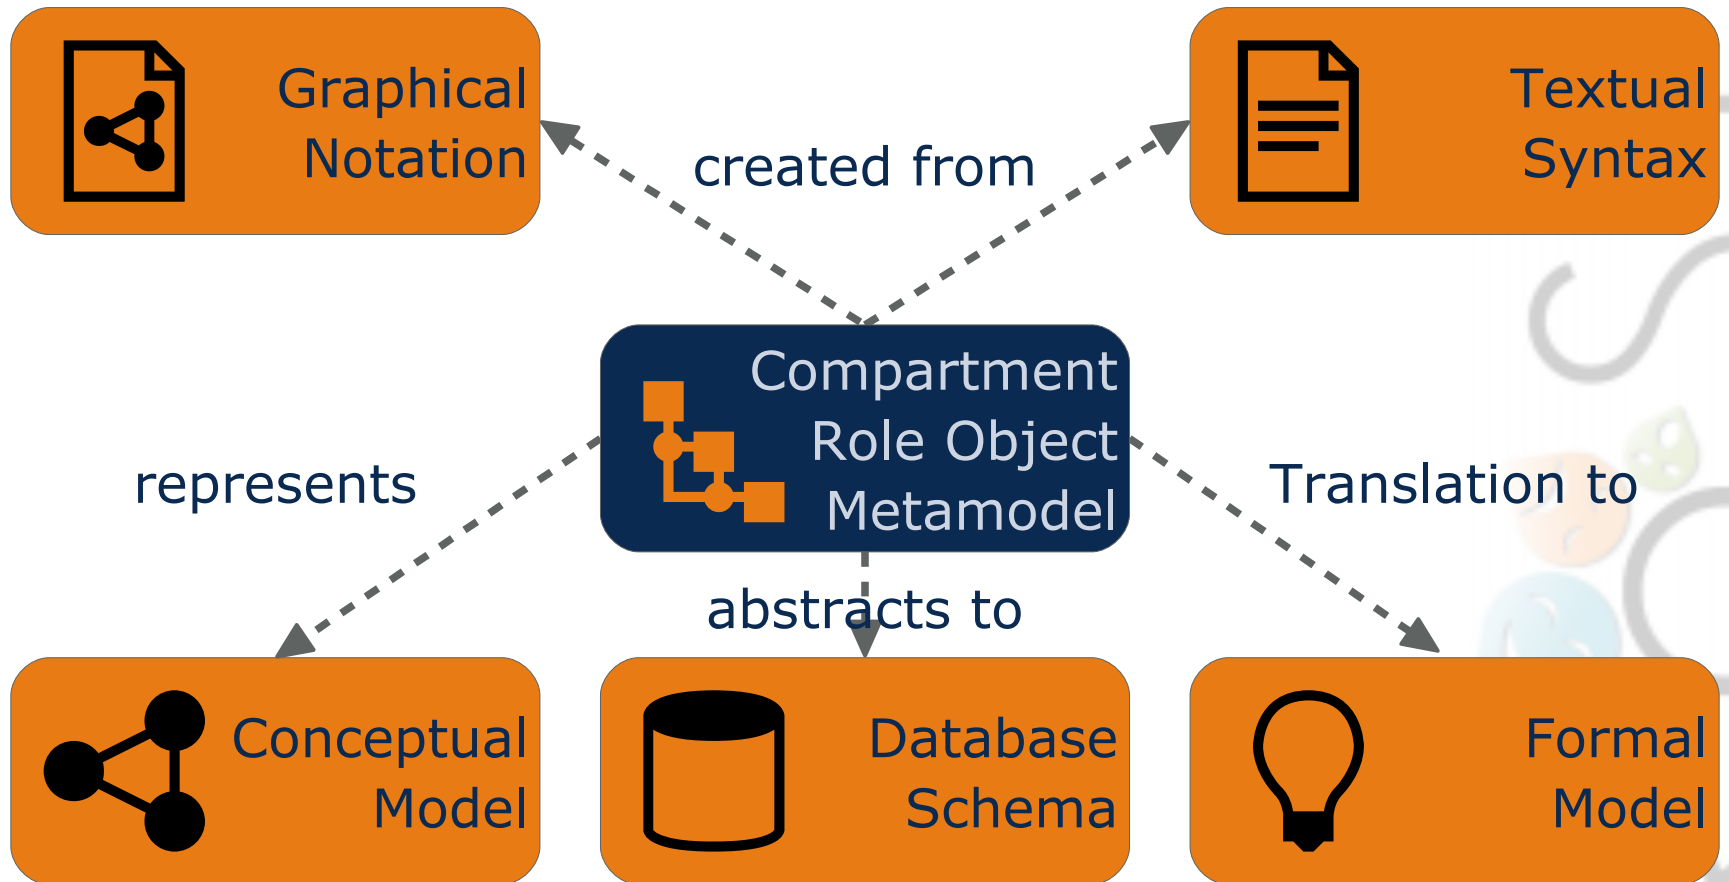 Graphical
Notation
created from
Textual
Syntax
Compartment
Role Object
Metamodel
represents
Translation to
abstracts to
Conceptual
Model
Database
Schema
Formal
Model